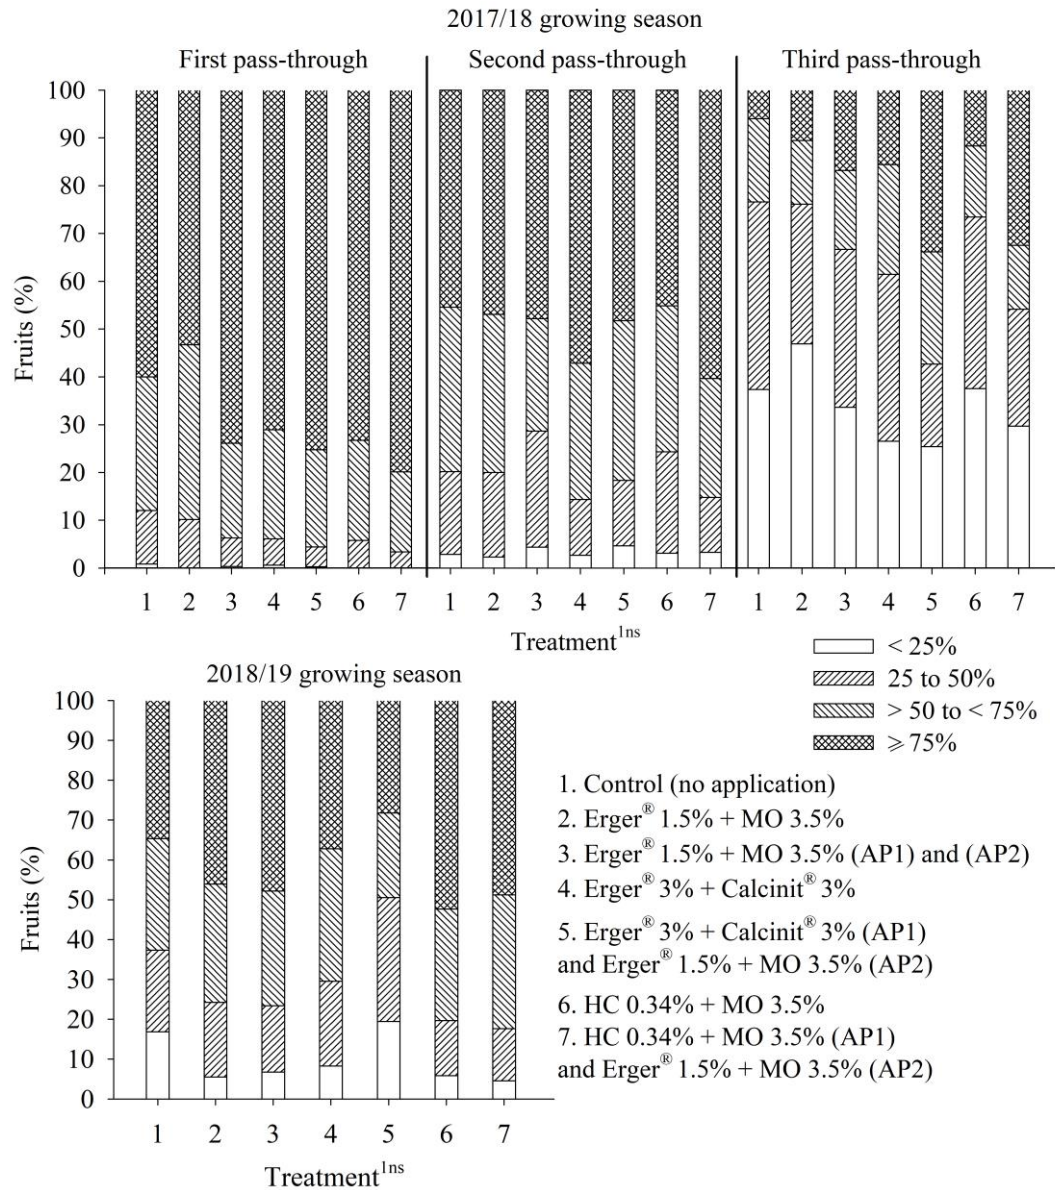 2017/18 growing season
First pass-through
Second pass-through
Third pass-through
Fruits (%)
100
90
80
70
60
50
40
30
20
10
0
1 2 3 4 5 6 7
1 2 3 4 5 6 7
1 2 3 4 5 6 7
Treatment¹ⁿˢ
< 25%
25 to 50%
> 50 to < 75%
⩾ 75%
2018/19 growing season
Fruits (%)
100
90
80
70
60
50
40
30
20
10
0
1 2 3 4 5 6 7
Treatment¹ⁿˢ
1. Control (no application)
2. Erger® 1.5% + MO 3.5%
3. Erger® 1.5% + MO 3.5% (AP1) and (AP2)
4. Erger® 3% + Calcinit® 3%
5. Erger® 3% + Calcinit® 3% (AP1)
and Erger® 1.5% + MO 3.5% (AP2)
6. HC 0.34% + MO 3.5%
7. HC 0.34% + MO 3.5% (AP1)
and Erger® 1.5% + MO 3.5% (AP2)